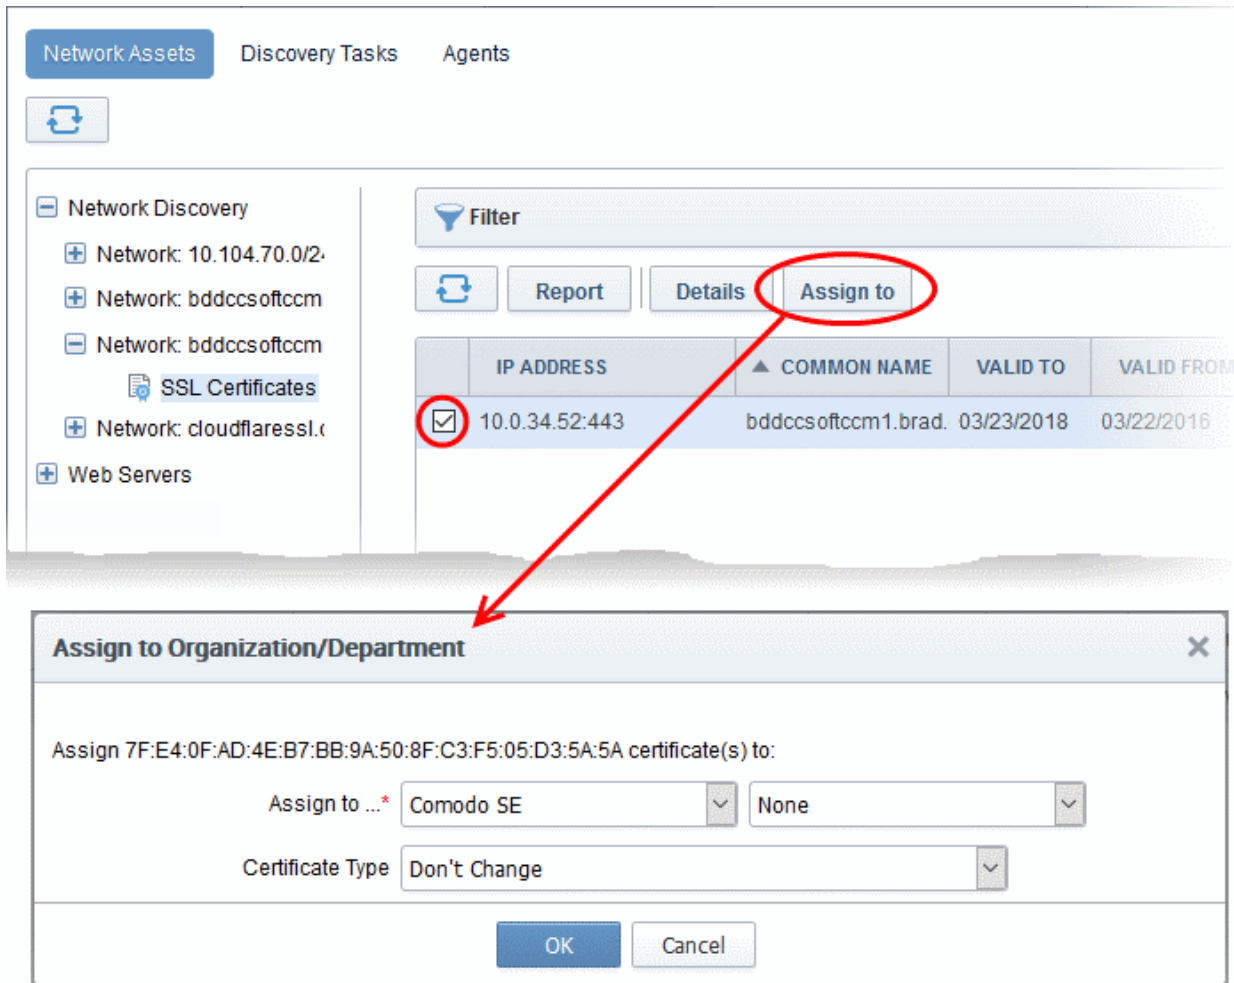 Network Assets Discovery Tasks Agents
Network Discovery
Network: 10.104.70.0/2
Network: bddccsoftccm
Network: bddccsoftccm
SSL Certificates
Network: cloudflaressl.c
Web Servers
Filter
Report Details Assign to
IP ADDRESS COMMON NAME VALID TO VALID FROM
10.0.34.52:443 bddccsoftccm1.brad. 03/23/2018 03/22/2016
Assign to Organization/Department
Assign 7F:E4:0F:AD:4E:B7:BB:9A:50:8F:C3:F5:05:D3:5A:5A certificate(s) to:
Assign to ...* Comodo SE None
Certificate Type Don't Change
OK Cancel